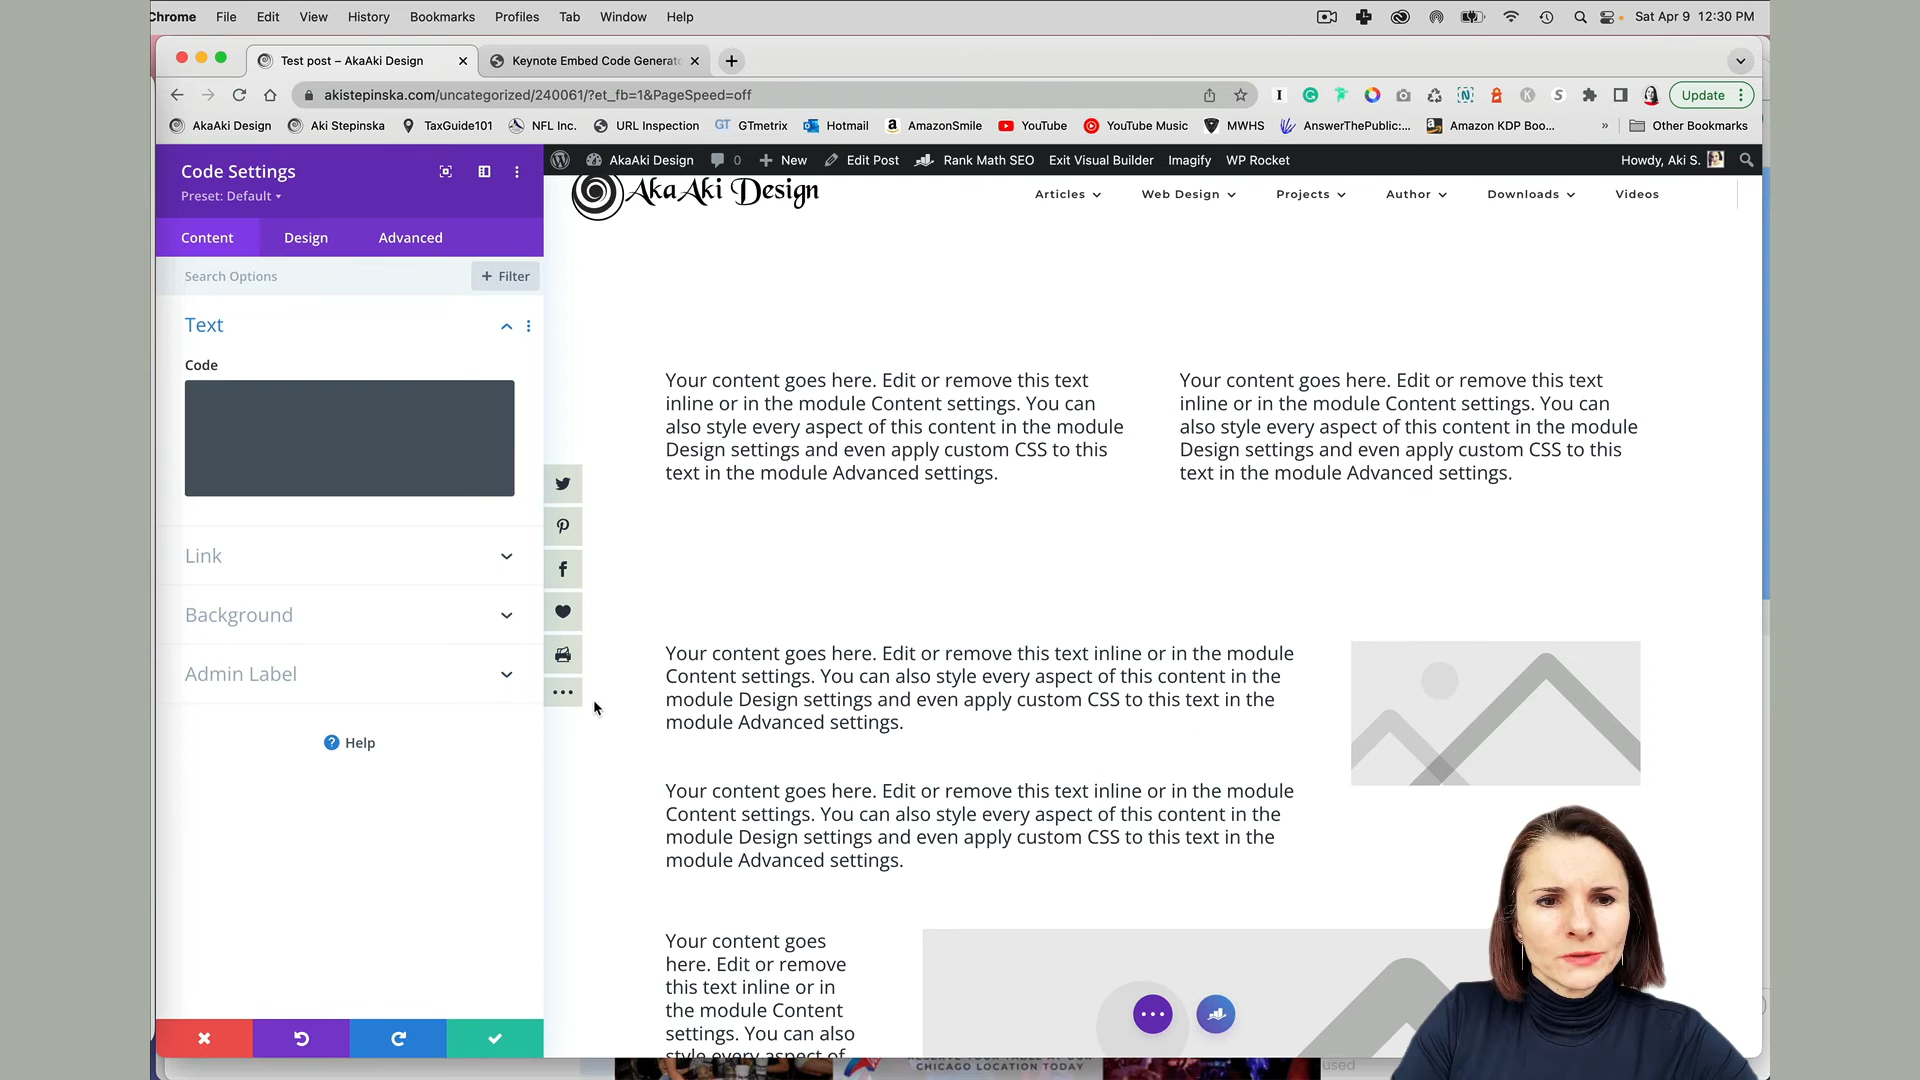 Chrome File Edit View History Bookmarks Profiles Tab Window Help Sat Apr 9 12:30 PM
Test post – AkaAki Design Keynote Embed Code Generato
akistepinska.com/uncategorized/240061/?et_fb=1&PageSpeed=off Update
AkaAki Design Aki Stepinska TaxGuide101 NFL Inc. URL Inspection GTmetrix Hotmail AmazonSmile YouTube YouTube Music MWHS AnswerThePublic:... Amazon KDP Boo... » Other Bookmarks
AkaAki Design 0 New Edit Post Rank Math SEO Exit Visual Builder Imagify WP Rocket Howdy, Aki S.
Code Settings
Preset: Default
Content Design Advanced
Search Options + Filter
Text
Code
Link
Background
Admin Label
Help
AkaAki Design
Articles Web Design Projects Author Downloads Videos
Your content goes here. Edit or remove this text
inline or in the module Content settings. You can
also style every aspect of this content in the module
Design settings and even apply custom CSS to this
text in the module Advanced settings.
Your content goes here. Edit or remove this text
inline or in the module Content settings. You can
also style every aspect of this content in the module
Design settings and even apply custom CSS to this
text in the module Advanced settings.
Your content goes here. Edit or remove this text inline or in the module
Content settings. You can also style every aspect of this content in the
module Design settings and even apply custom CSS to this text in the
module Advanced settings.
Your content goes here. Edit or remove this text inline or in the module
Content settings. You can also style every aspect of this content in the
module Design settings and even apply custom CSS to this text in the
module Advanced settings.
Your content goes
here. Edit or remove
this text inline or in
the module Content
settings. You can also
style every aspect of
RESERVE YOUR TABLE AT OUR
CHICAGO LOCATION TODAY
used